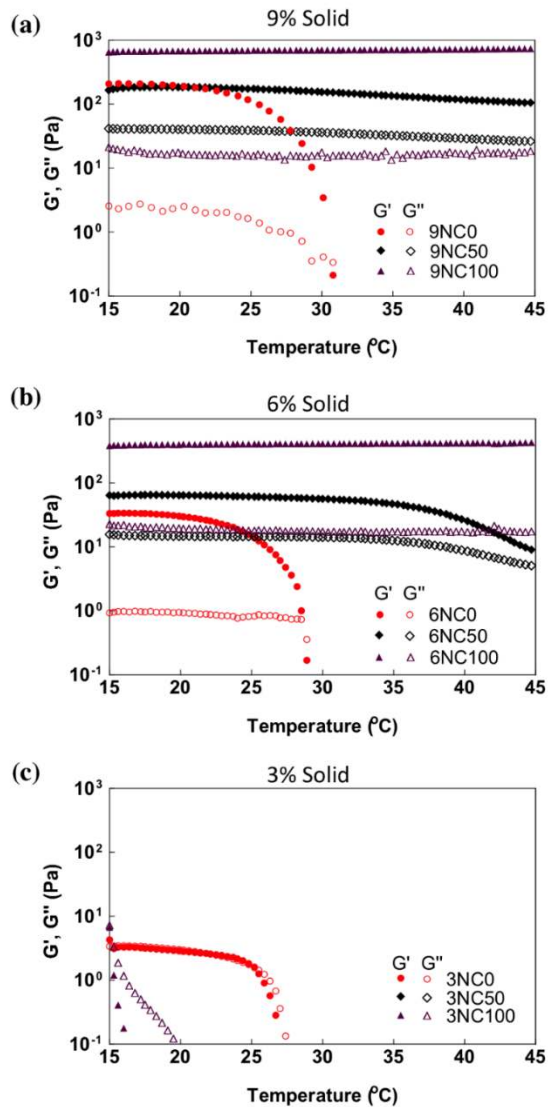 (a)
9% Solid
G', G'' (Pa)
10³
10²
10¹
10⁰
10⁻¹
G' G''
9NC0
9NC50
9NC100
15 20 25 30 35 40 45
Temperature (°C)
(b)
6% Solid
G', G'' (Pa)
10³
10²
10¹
10⁰
10⁻¹
G' G''
6NC0
6NC50
6NC100
15 20 25 30 35 40 45
Temperature (°C)
(c)
3% Solid
G', G'' (Pa)
10³
10²
10¹
10⁰
10⁻¹
G' G''
3NC0
3NC50
3NC100
15 20 25 30 35 40 45
Temperature (°C)